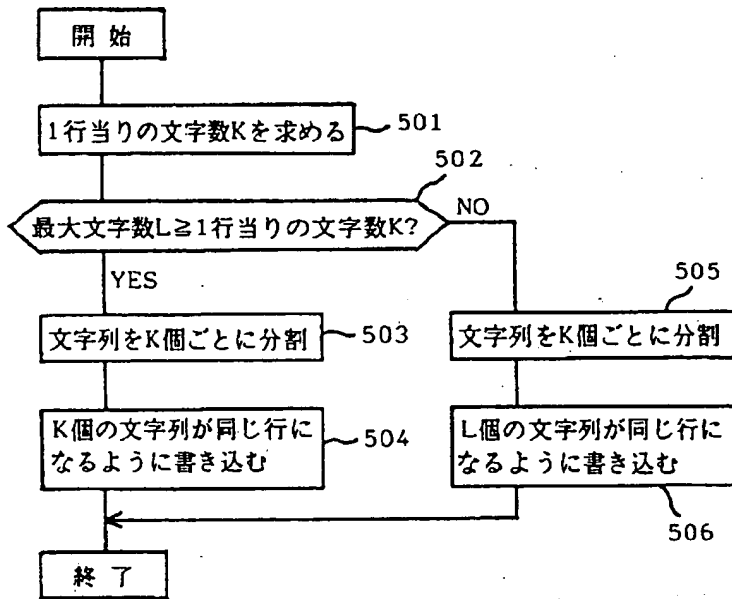 開始
1行当りの文字数Kを求める
501
502
最大文字数L≧1行当りの文字数K?
NO
YES
文字列をK個ごとに分割
503
K個の文字列が同じ行に
なるように書き込む
504
505
文字列をK個ごとに分割
L個の文字列が同じ行に
なるように書き込む
506
終了